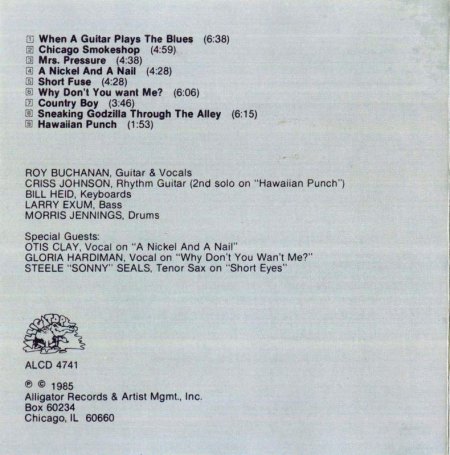 1 When A Guitar Plays The Blues (6:38)
2 Chicago Smokeshop (4:59)
3 Mrs. Pressure (4:38)
4 A Nickel And A Nail (4:28)
5 Short Fuse (4:28)
6 Why Don't You want Me? (6:06)
7 Country Boy (3:46)
8 Sneaking Godzilla Through The Alley (6:15)
9 Hawaiian Punch (1:53)
ROY BUCHANAN, Guitar & Vocals
CRISS JOHNSON, Rhythm Guitar (2nd solo on "Hawaiian Punch")
BILL HEID, Keyboards
LARRY EXUM, Bass
MORRIS JENNINGS, Drums
Special Guests:
OTIS CLAY, Vocal on "A Nickel And A Nail"
GLORIA HARDIMAN, Vocal on "Why Don't You Wan't Me?"
STEELE "SONNY" SEALS, Tenor Sax on "Short Eyes"
ALLIGATOR
ALCD 4741
℗ © 1985
Alligator Records & Artist Mgmt., Inc.
Box 60234
Chicago, IL 60660